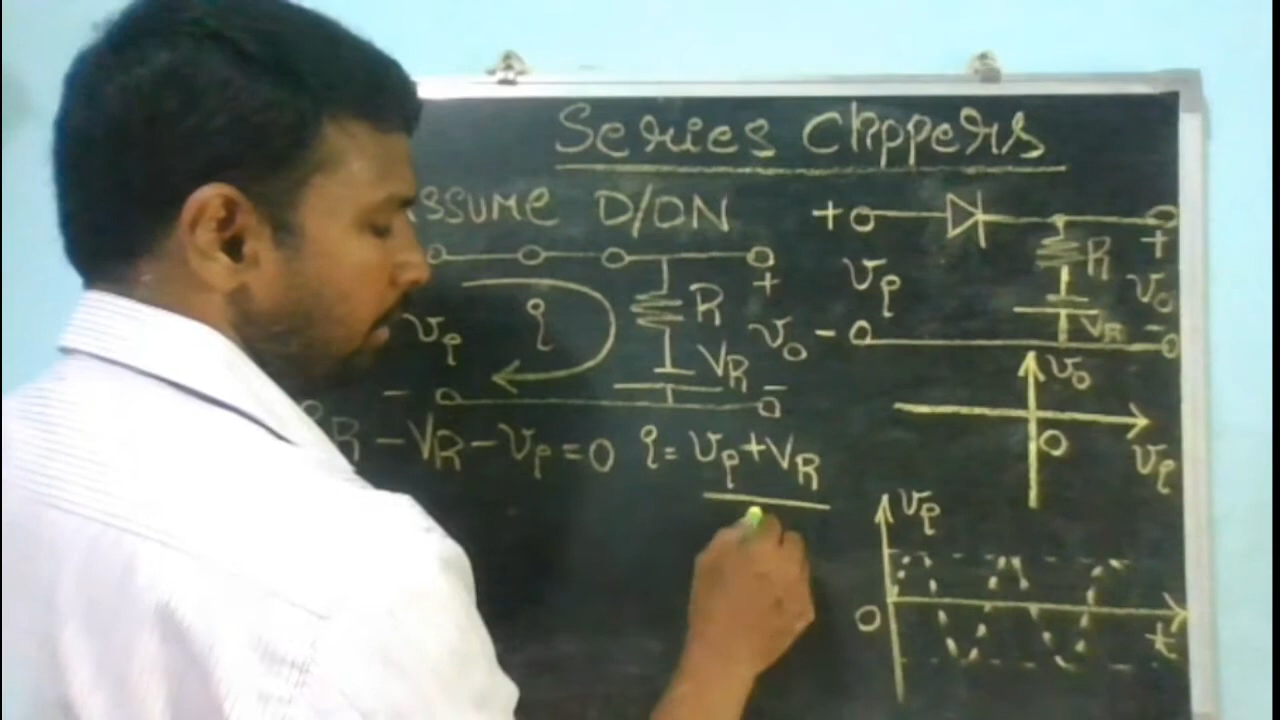 Series Clippers
Assume D/ON
R
+
vi
i
VR
vo
-
-
R - VR - vi = 0
i = vi + VR
+
R
+
vi
vo
-
VR
-
vo
0
vi
vi
0
t